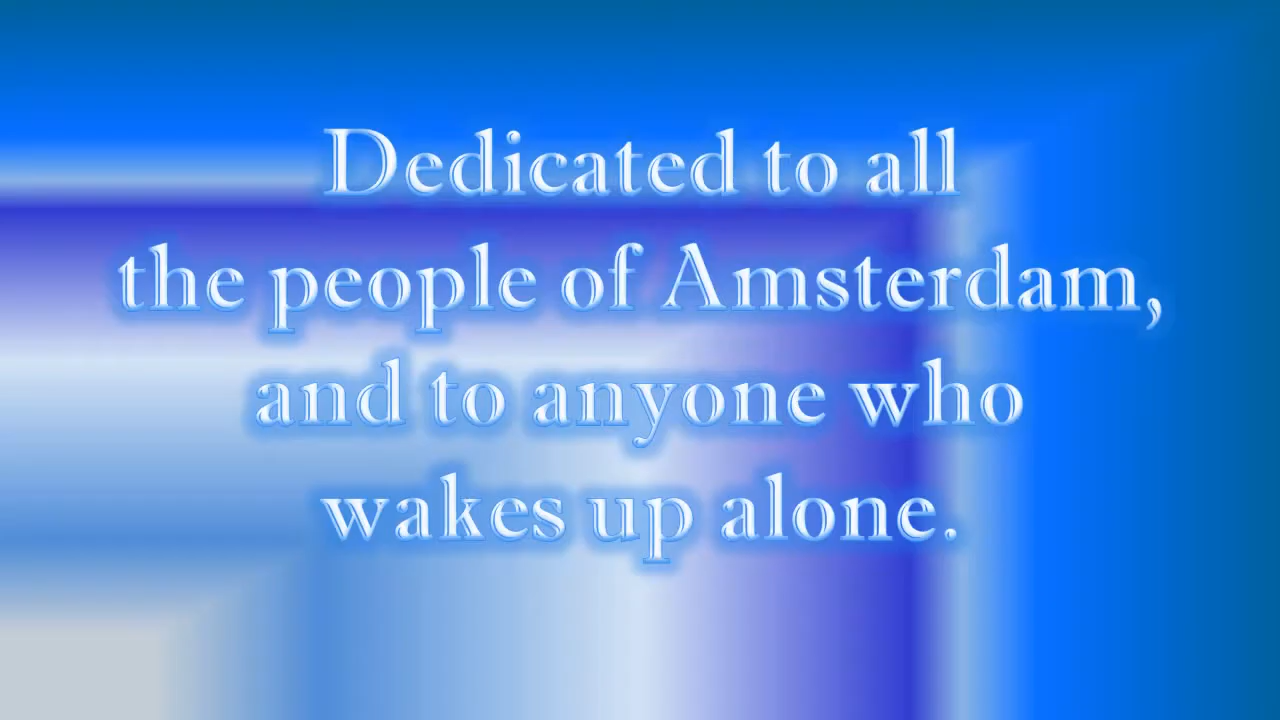 Dedicated to all
the people of Amsterdam,
and to anyone who
wakes up alone.